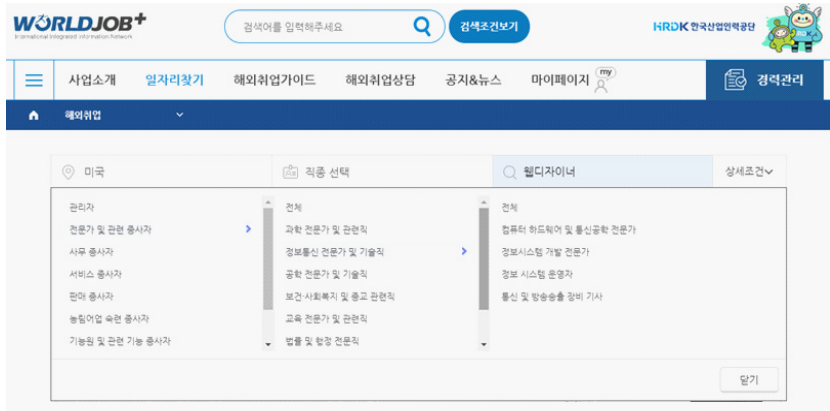 WORLDJOB+
International Integrated Information Network
검색어를 입력해주세요
검색조건보기
HRDK 한국산업인력공단
사업소개 일자리찾기 해외취업가이드 해외취업상담 공지&뉴스 마이페이지 my 경력관리
해외취업
미국 직종 선택 웹디자이너 상세조건
관리자 전체 전체
전문가 및 관련 종사자 과학 전문가 및 관련직 컴퓨터 하드웨어 및 통신공학 전문가
사무 종사자 정보통신 전문가 및 기술직 정보시스템 개발 전문가
서비스 종사자 공학 전문가 및 기술직 정보 시스템 운영자
판매 종사자 보건·사회복지 및 종교 관련직 통신 및 방송송출 장비 기사
농림어업 숙련 종사자 교육 전문가 및 관련직
기능원 및 관련 기능 종사자 법률 및 행정 전문직
닫기